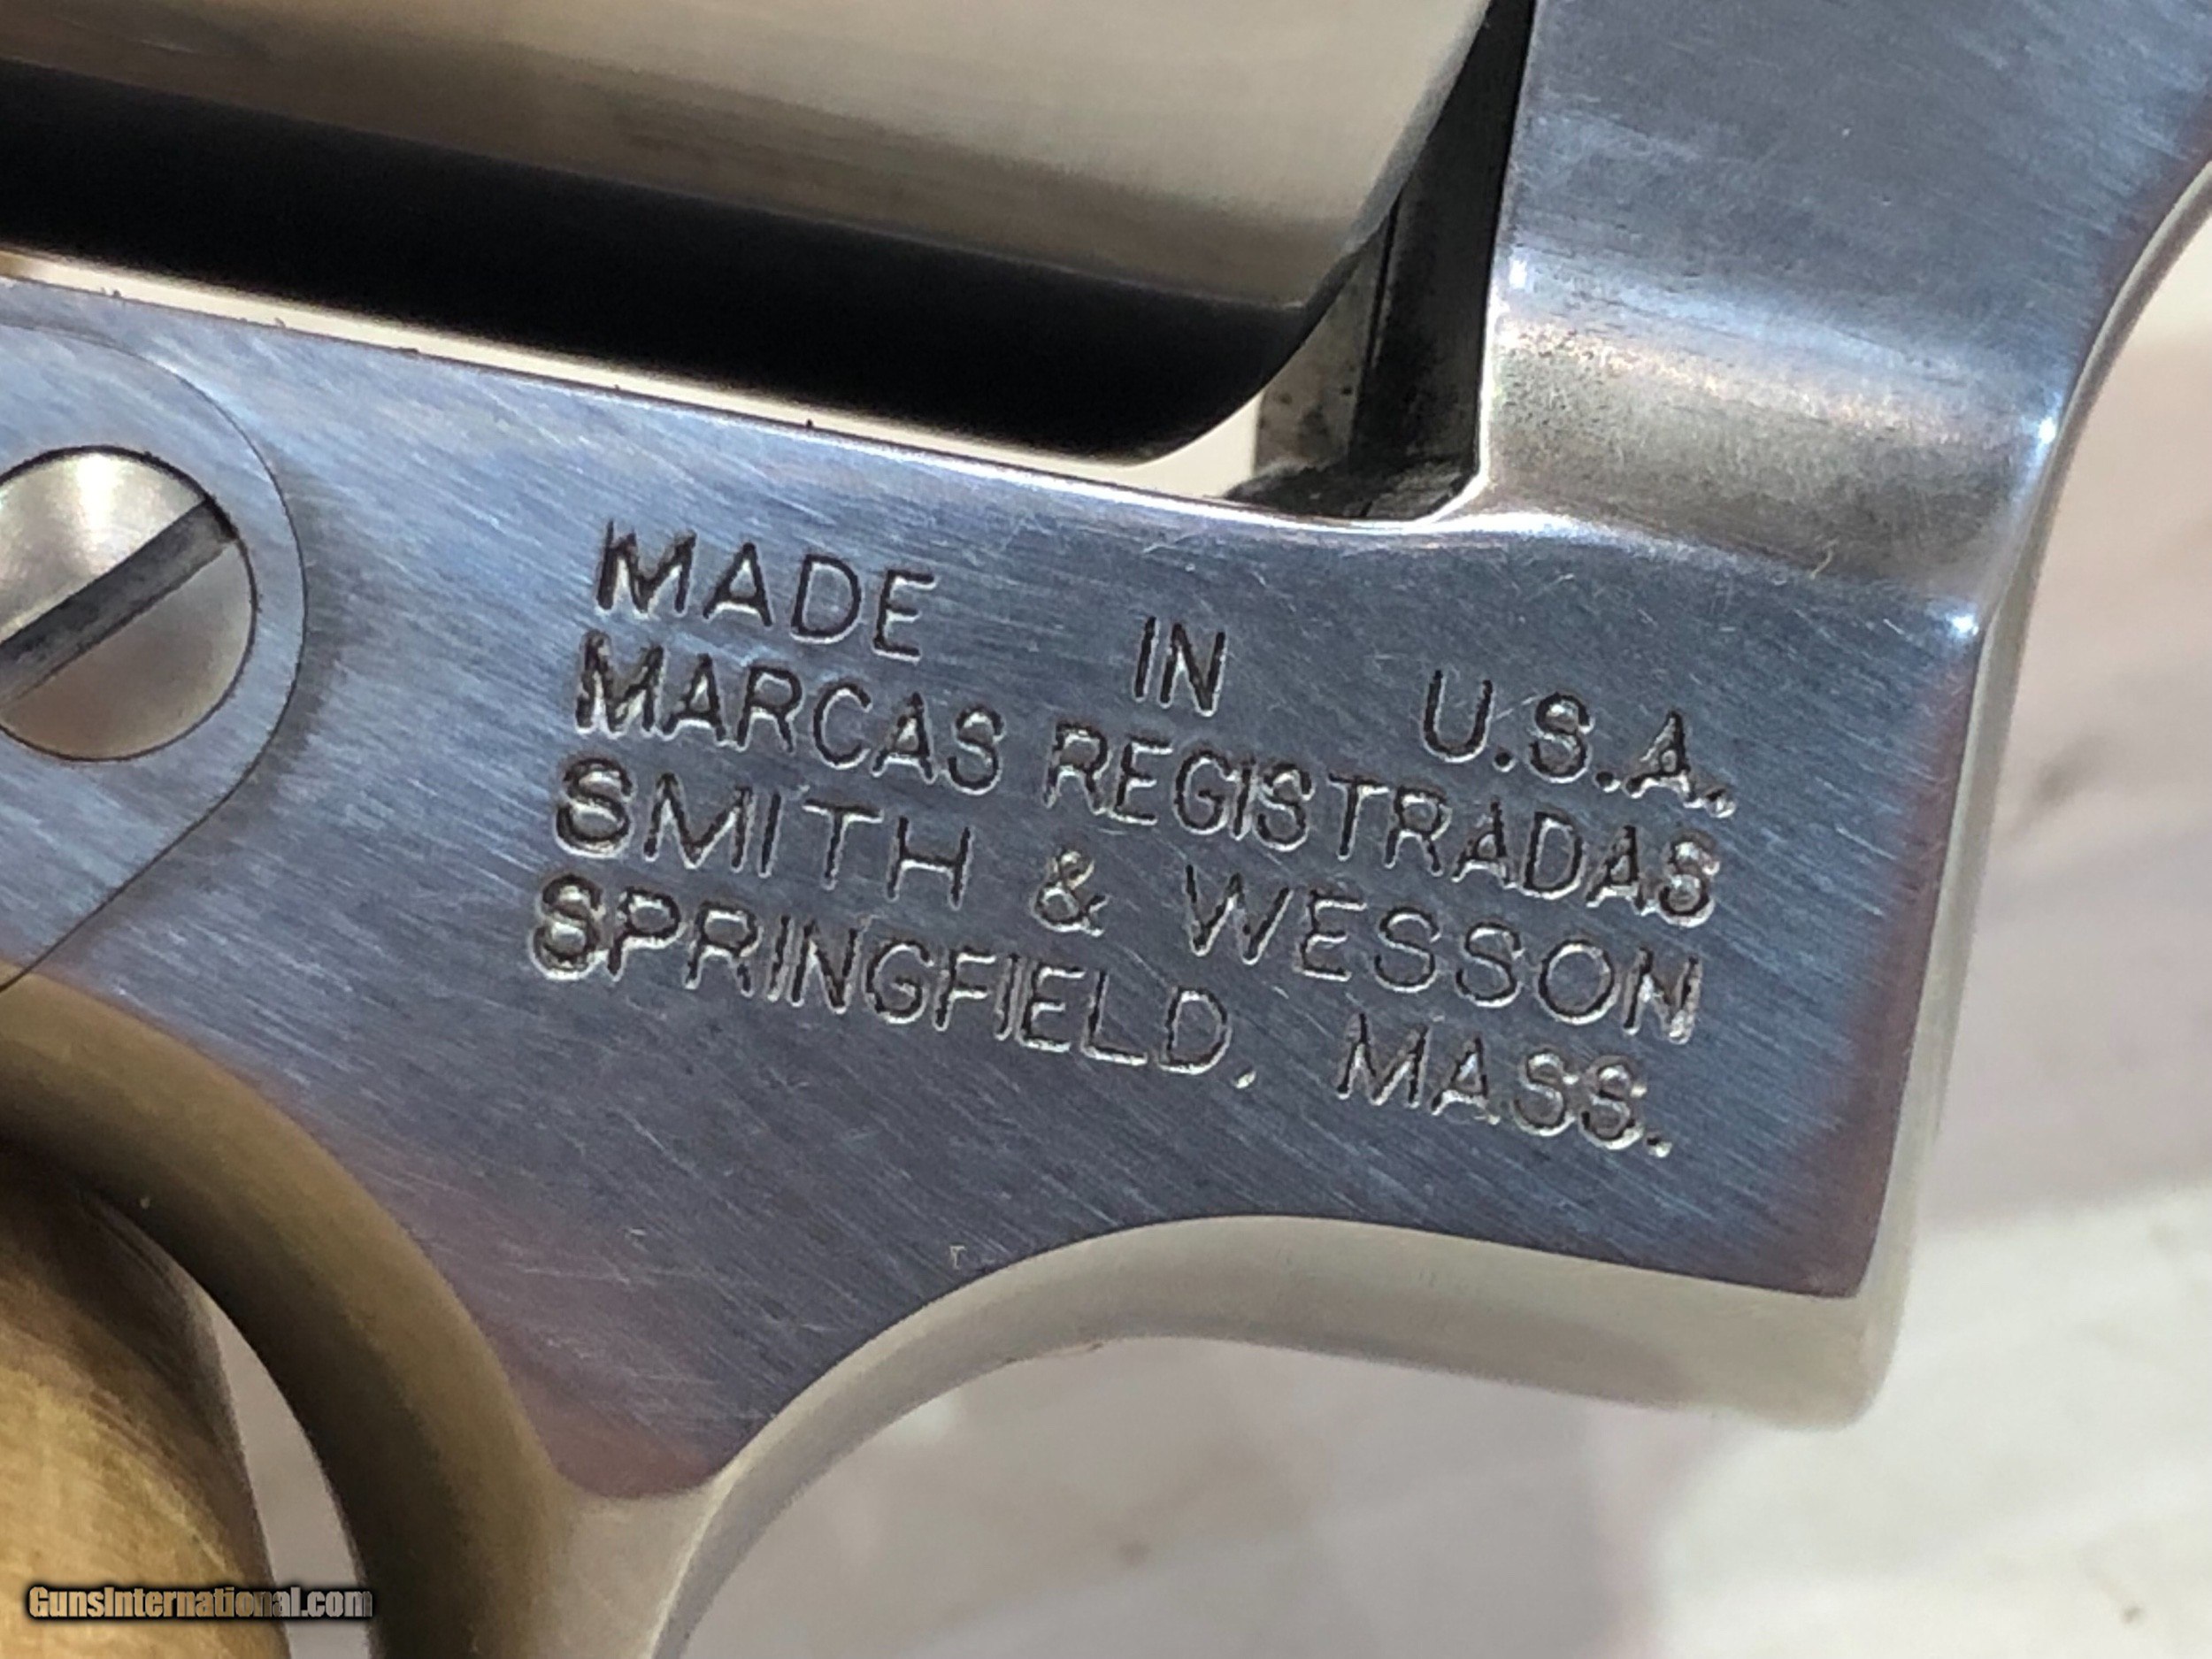 MADE IN U.S.A.
MARCAS REGISTRADAS
SMITH & WESSON
SPRINGFIELD, MASS.
GunsInternational.com